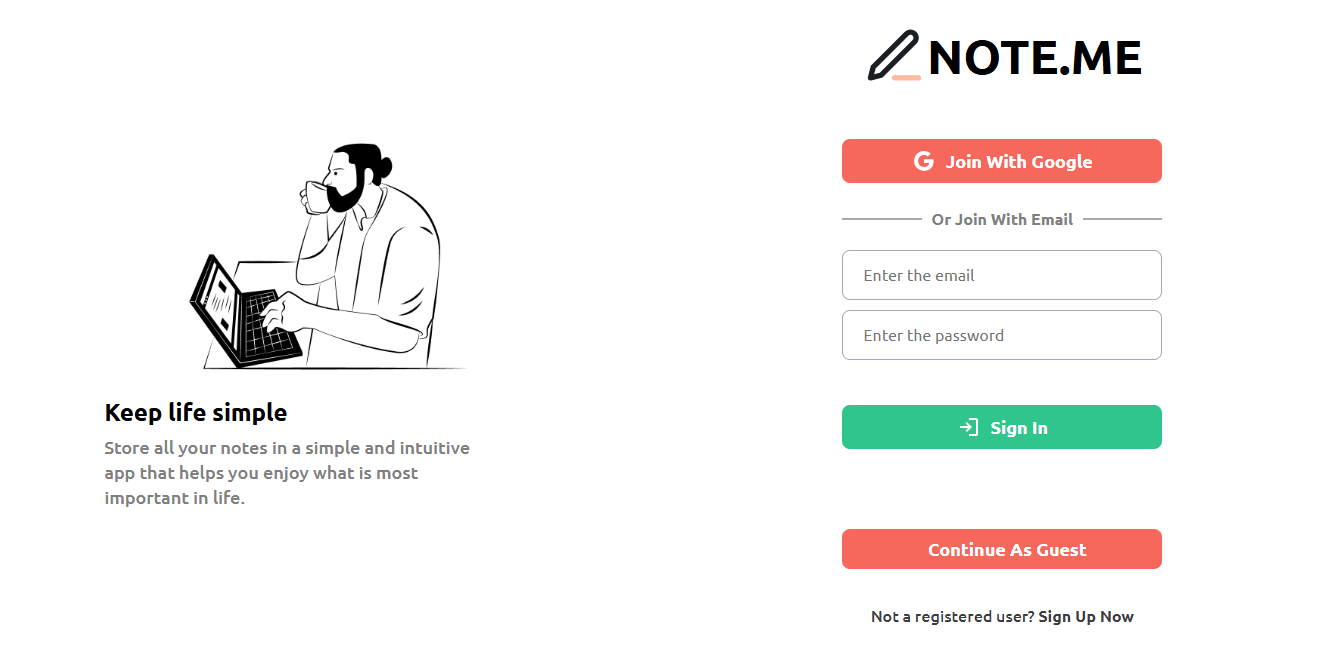 NOTE.ME
Join With Google
Or Join With Email
Enter the email
Enter the password
Sign In
Continue As Guest
Not a registered user? Sign Up Now
Keep life simple
Store all your notes in a simple and intuitive
app that helps you enjoy what is most
important in life.